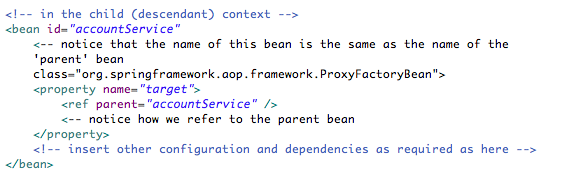 <!-- in the child (descendant) context -->
<bean id="accountService"
<-- notice that the name of this bean is the same as the name of the
'parent' bean
class="org.springframework.aop.framework.ProxyFactoryBean">
<property name="target">
<ref parent="accountService" />
<-- notice how we refer to the parent bean
</property>
<!-- insert other configuration and dependencies as required as here -->
</bean>